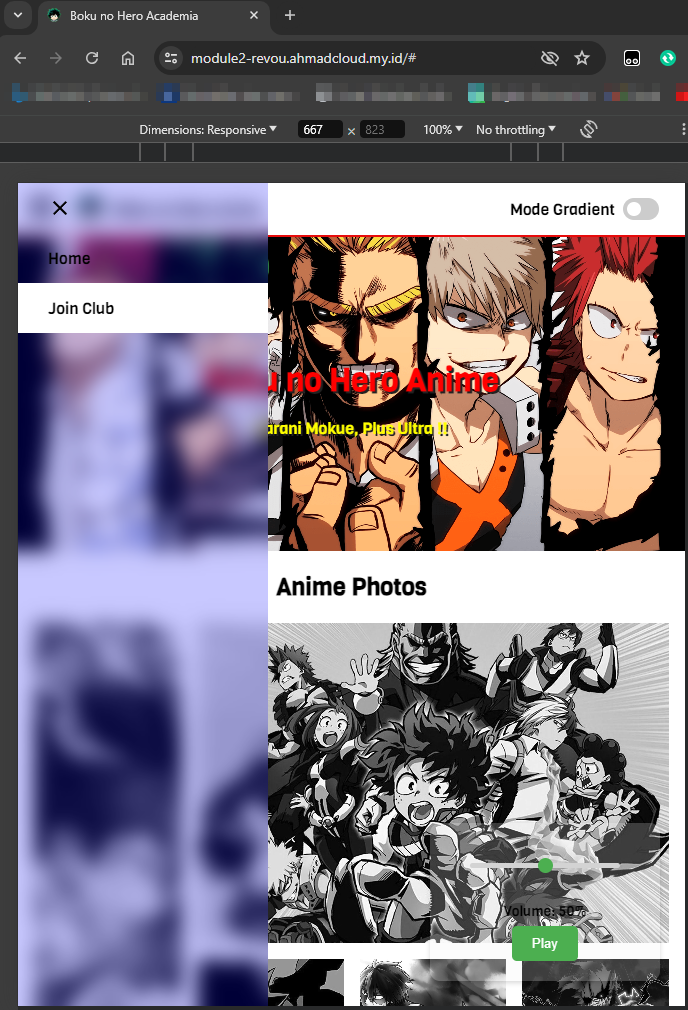 Boku no Hero Academia
module2-revou.ahmadcloud.my.id/#
Dimensions: Responsive
667 × 823
100%
No throttling
Mode Gradient
Home
Join Club
u no Hero Anime
arani Mokue, Plus Ultra !!
Anime Photos
Volume: 50%
Play